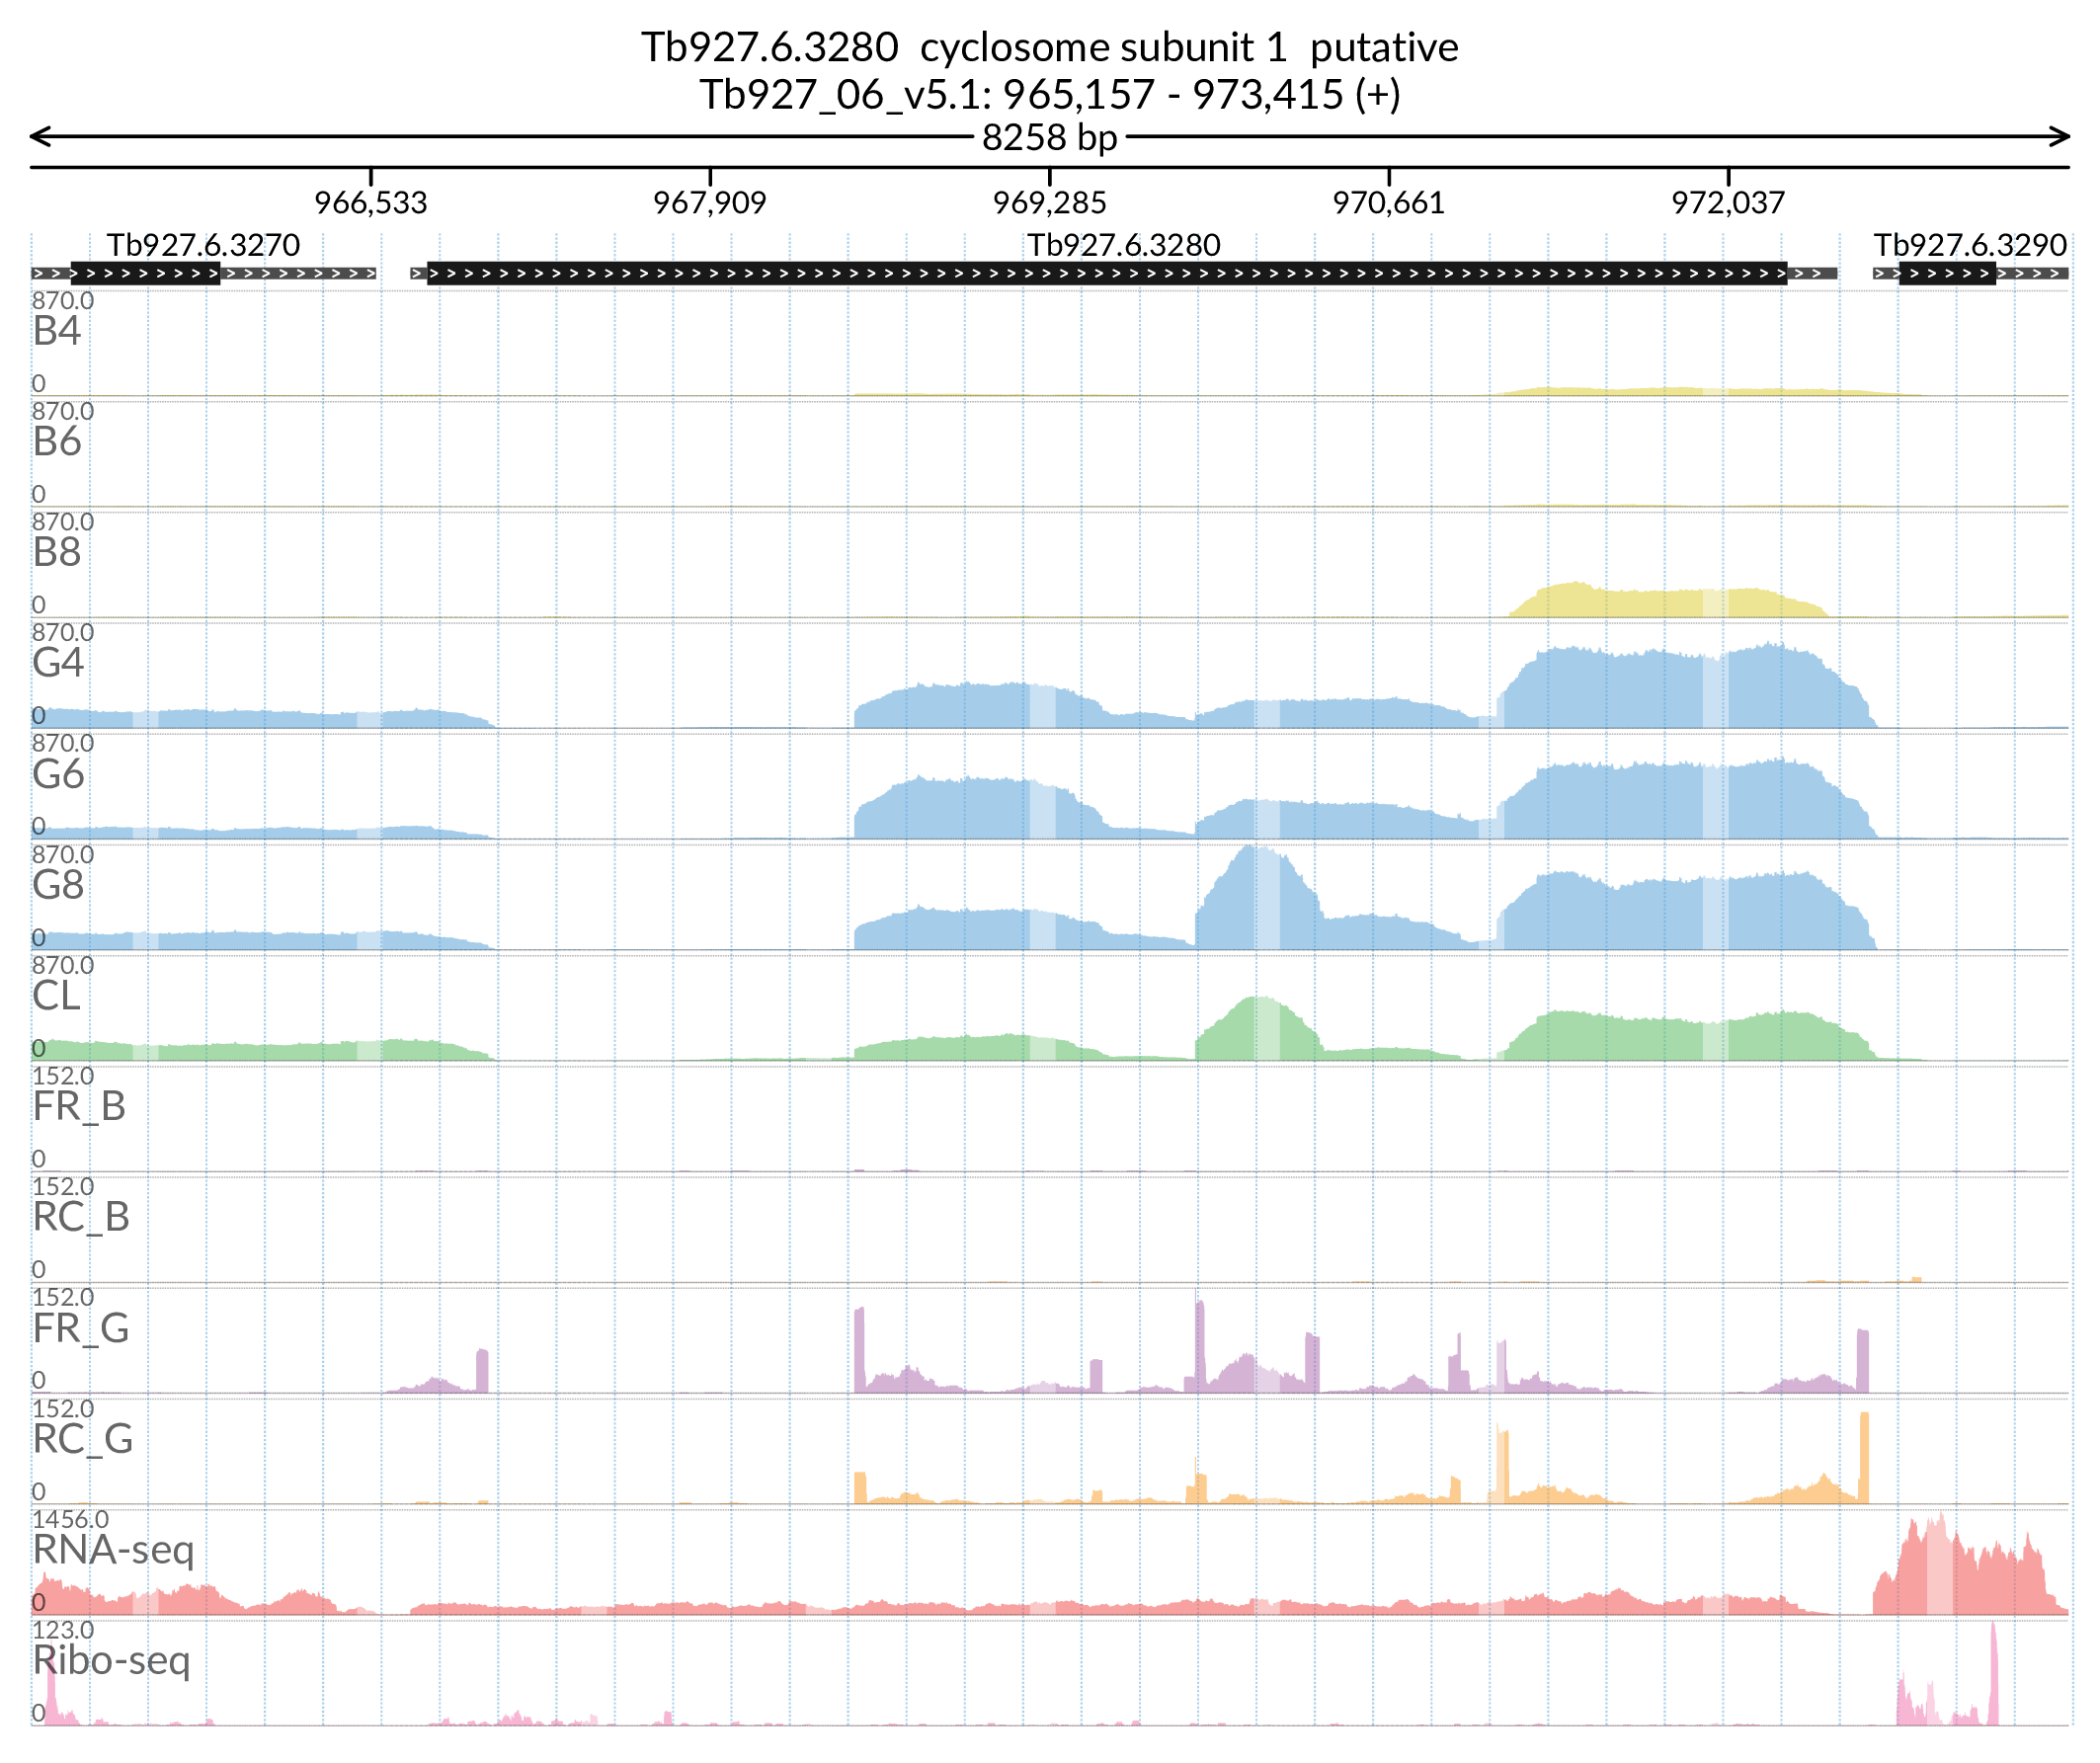 Tb927.6.3280 cyclosome subunit 1 putative
Tb927_06_v5.1: 965,157 - 973,415 (+)
8258 bp
966,533 967,909 969,285 970,661 972,037
Tb927.6.3270 Tb927.6.3280 Tb927.6.3290
870.0
B4
0
870.0
B6
0
870.0
B8
0
870.0
G4
0
870.0
G6
0
870.0
G8
0
870.0
CL
0
152.0
FR_B
0
152.0
RC_B
0
152.0
FR_G
0
152.0
RC_G
0
1456.0
RNA-seq
0
123.0
Ribo-seq
0